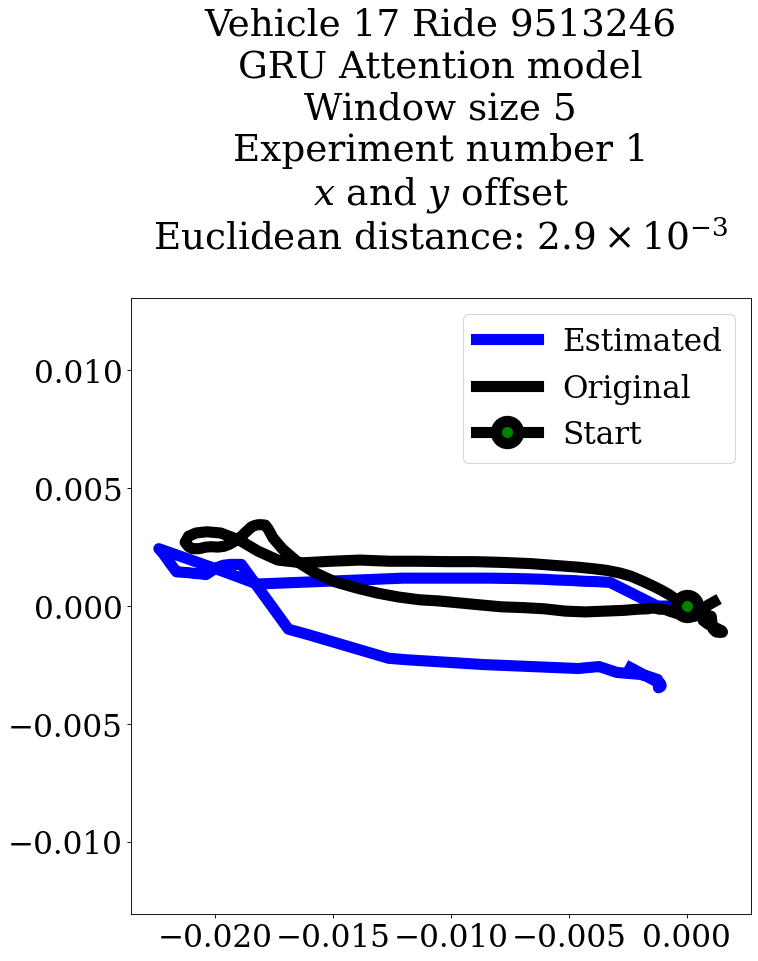 Vehicle 17 Ride 9513246
GRU Attention model
Window size 5
Experiment number 1
x and y offset
Euclidean distance: 2.9 × 10⁻³
Estimated
Original
Start
0.010
0.005
0.000
−0.005
−0.010
−0.020 −0.015 −0.010 −0.005 0.000